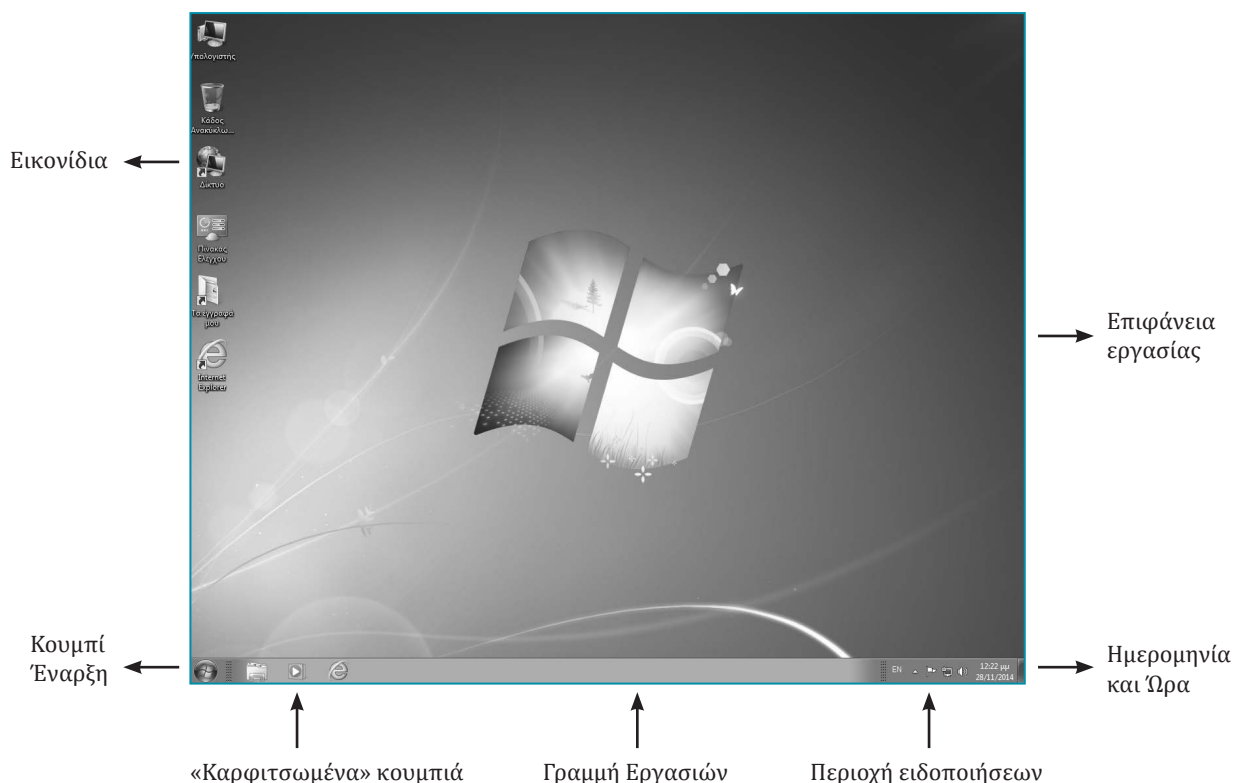 Υπολογιστής
Κάδος
Ανακύκλω...
Εικονίδια
Δίκτυο
Πίνακας
Ελέγχου
Τα έγγραφά
μου
Internet
Explorer
Επιφάνεια
εργασίας
Κουμπί
Έναρξη
EN
12:22 μμ
28/11/2014
Ημερομηνία
και Ώρα
«Καρφιτσωμένα» κουμπιά
Γραμμή Εργασιών
Περιοχή ειδοποιήσεων